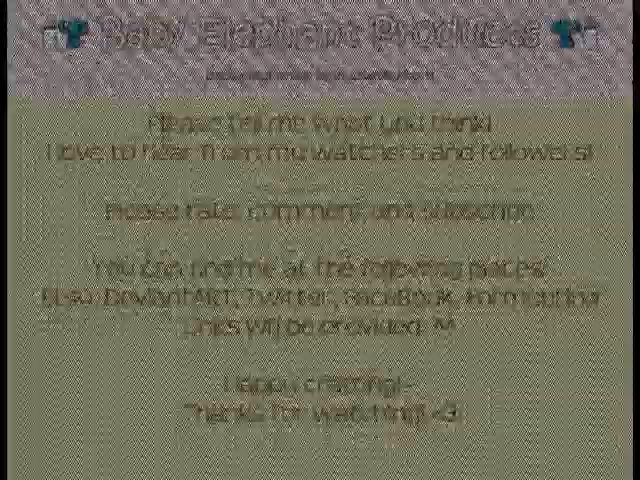 Baby Elephant Produces
Please tell me what you think!
I love to hear from my watchers and followers!
Please rate, comment, and subscribe!
You can find me at the following places!
Etsy, DeviantART, Twitter, FaceBook,
Links will be provided. ^^
Happy crafting!~
Thanks for watching! <3